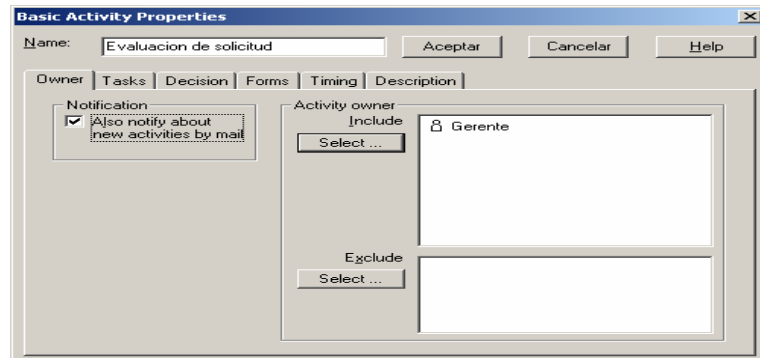 Basic Activity Properties
Name: Evaluacion de solicitud Aceptar Cancelar Help
Owner Tasks Decision Forms Timing Description
Notification
Also notify about
new activities by mail
Activity owner
Include
Select ...
Gerente
Exclude
Select ...